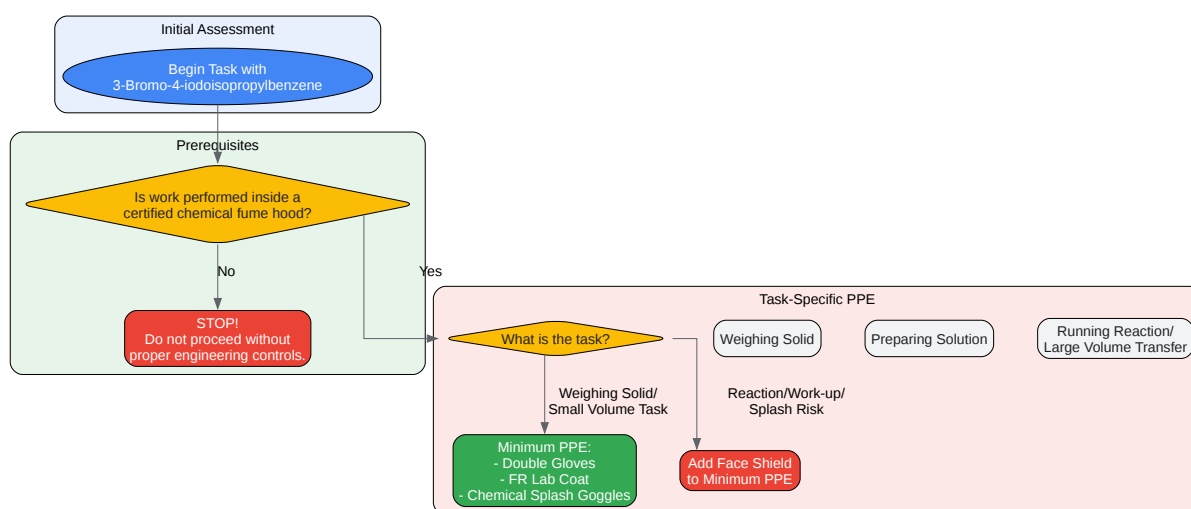 Initial Assessment
Begin Task with
3-Bromo-4-iodoisopropylbenzene
Prerequisites
Is work performed inside a
certified chemical fume hood?
No
Yes
STOP!
Do not proceed without
proper engineering controls.
Task-Specific PPE
What is the task?
Weighing Solid
Preparing Solution
Running Reaction/
Large Volume Transfer
Weighing Solid/
Small Volume Task
Reaction/Work-up/
Splash Risk
Minimum PPE:
- Double Gloves
- FR Lab Coat
- Chemical Splash Goggles
Add Face Shield
to Minimum PPE